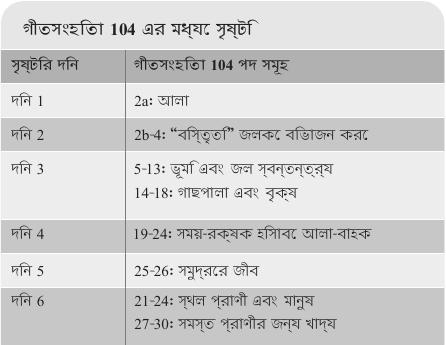 গীতসংহিতা 104 এর মধ্যে সৃষ্টি
সৃষ্টির দিন গীতসংহিতা 104 পদ সমূহ
দিন 1 2a: আলো
দিন 2 2b-4: “বিস্তৃতি” জলকে বিভাজন করে
দিন 3 5-13: ভূমি এবং জল স্বতন্ত্র্য
14-18: গাছপালা এবং বৃক্ষ
দিন 4 19-24: সময়-রক্ষক হিসাবে আলো-বাহক
দিন 5 25-26: সমুদ্রের জীব
দিন 6 21-24: স্থল প্রাণী এবং মানুষ
27-30: সমস্ত প্রাণীর জন্য খাদ্য